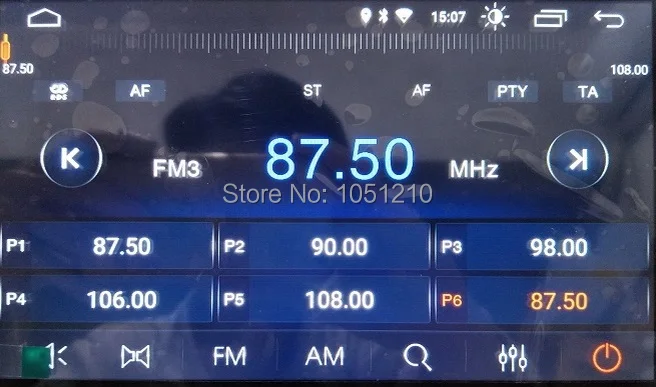 15:07
87.50
108.00
RDS AF ST AF PTY TA
FM3 87.50 MHz
Store No: 1051210
P1 87.50 P2 90.00 P3 98.00
P4 106.00 P5 108.00 P6 87.50
FM AM